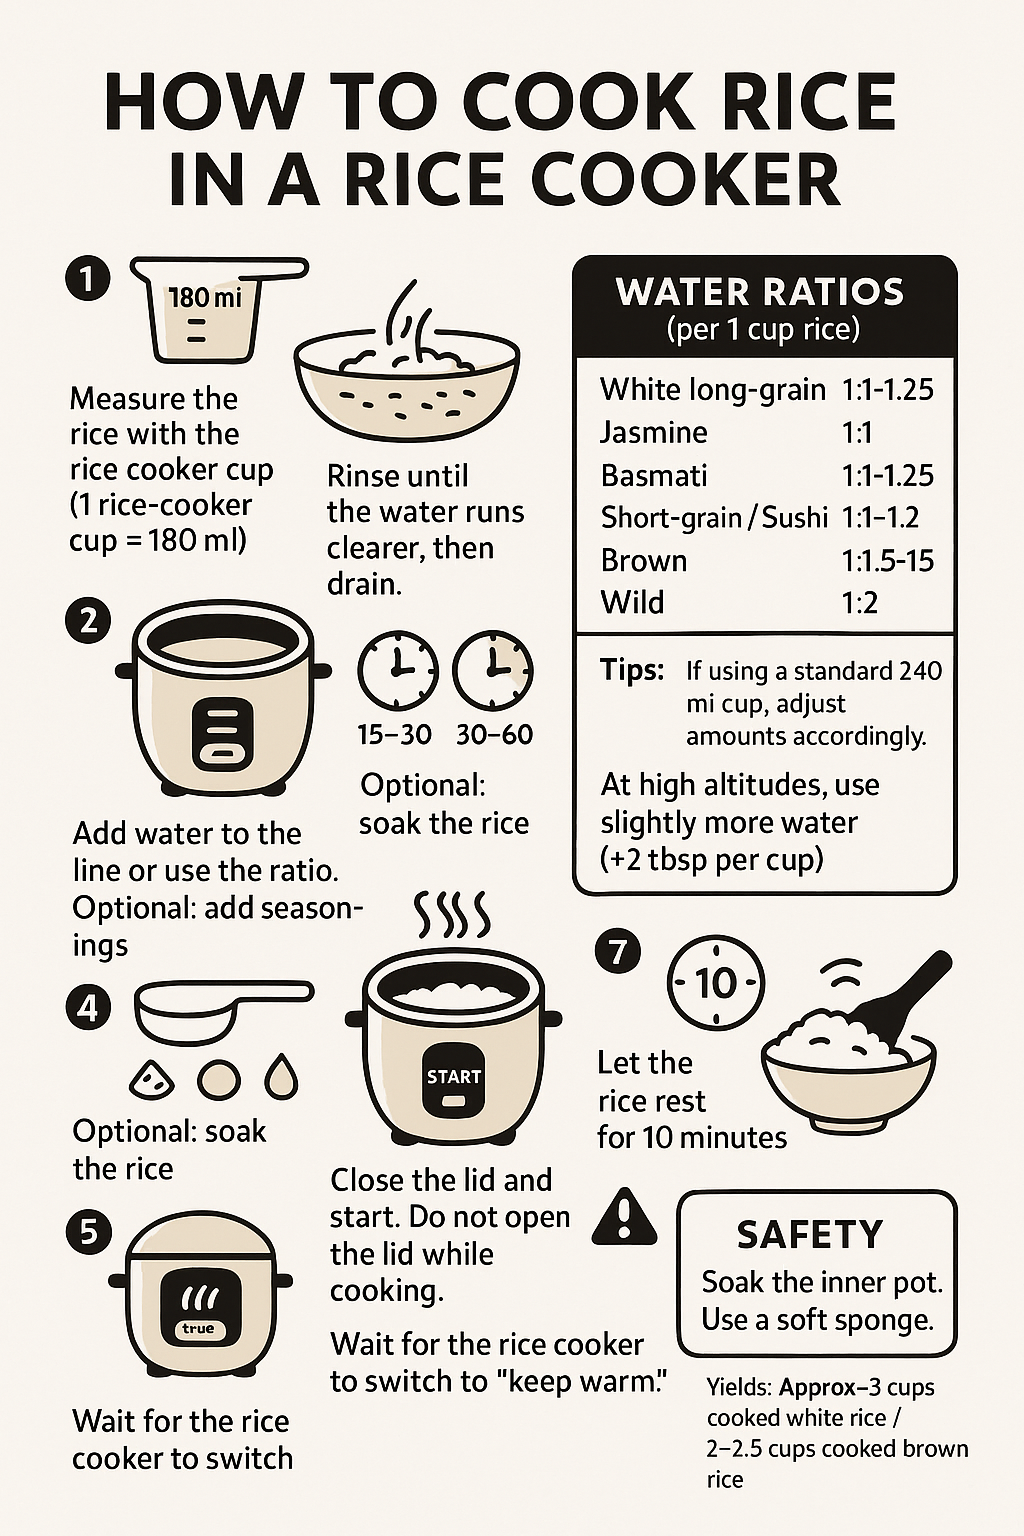 HOW TO COOK RICE
IN A RICE COOKER
1
180 mi
Measure the
rice with the
rice cooker cup
(1 rice-cooker
cup = 180 ml)
Rinse until
the water runs
clearer, then
drain.
2
Add water to the
line or use the ratio.
Optional: add season-
ings
15–30
30–60
Optional:
soak the rice
4
Optional: soak
the rice
START
Close the lid and
start. Do not open
the lid while
cooking.
5
true
Wait for the rice
cooker to switch
Wait for the rice cooker
to switch to "keep warm."
WATER RATIOS
(per 1 cup rice)
White long-grain 1:1-1.25
Jasmine 1:1
Basmati 1:1-1.25
Short-grain / Sushi 1:1–1.2
Brown 1:1.5-15
Wild 1:2
Tips: If using a standard 240
mi cup, adjust
amounts accordingly.
At high altitudes, use
slightly more water
(+2 tbsp per cup)
7
10
Let the
rice rest
for 10 minutes
!
SAFETY
Soak the inner pot.
Use a soft sponge.
Yields: Approx–3 cups
cooked white rice /
2–2.5 cups cooked brown
rice